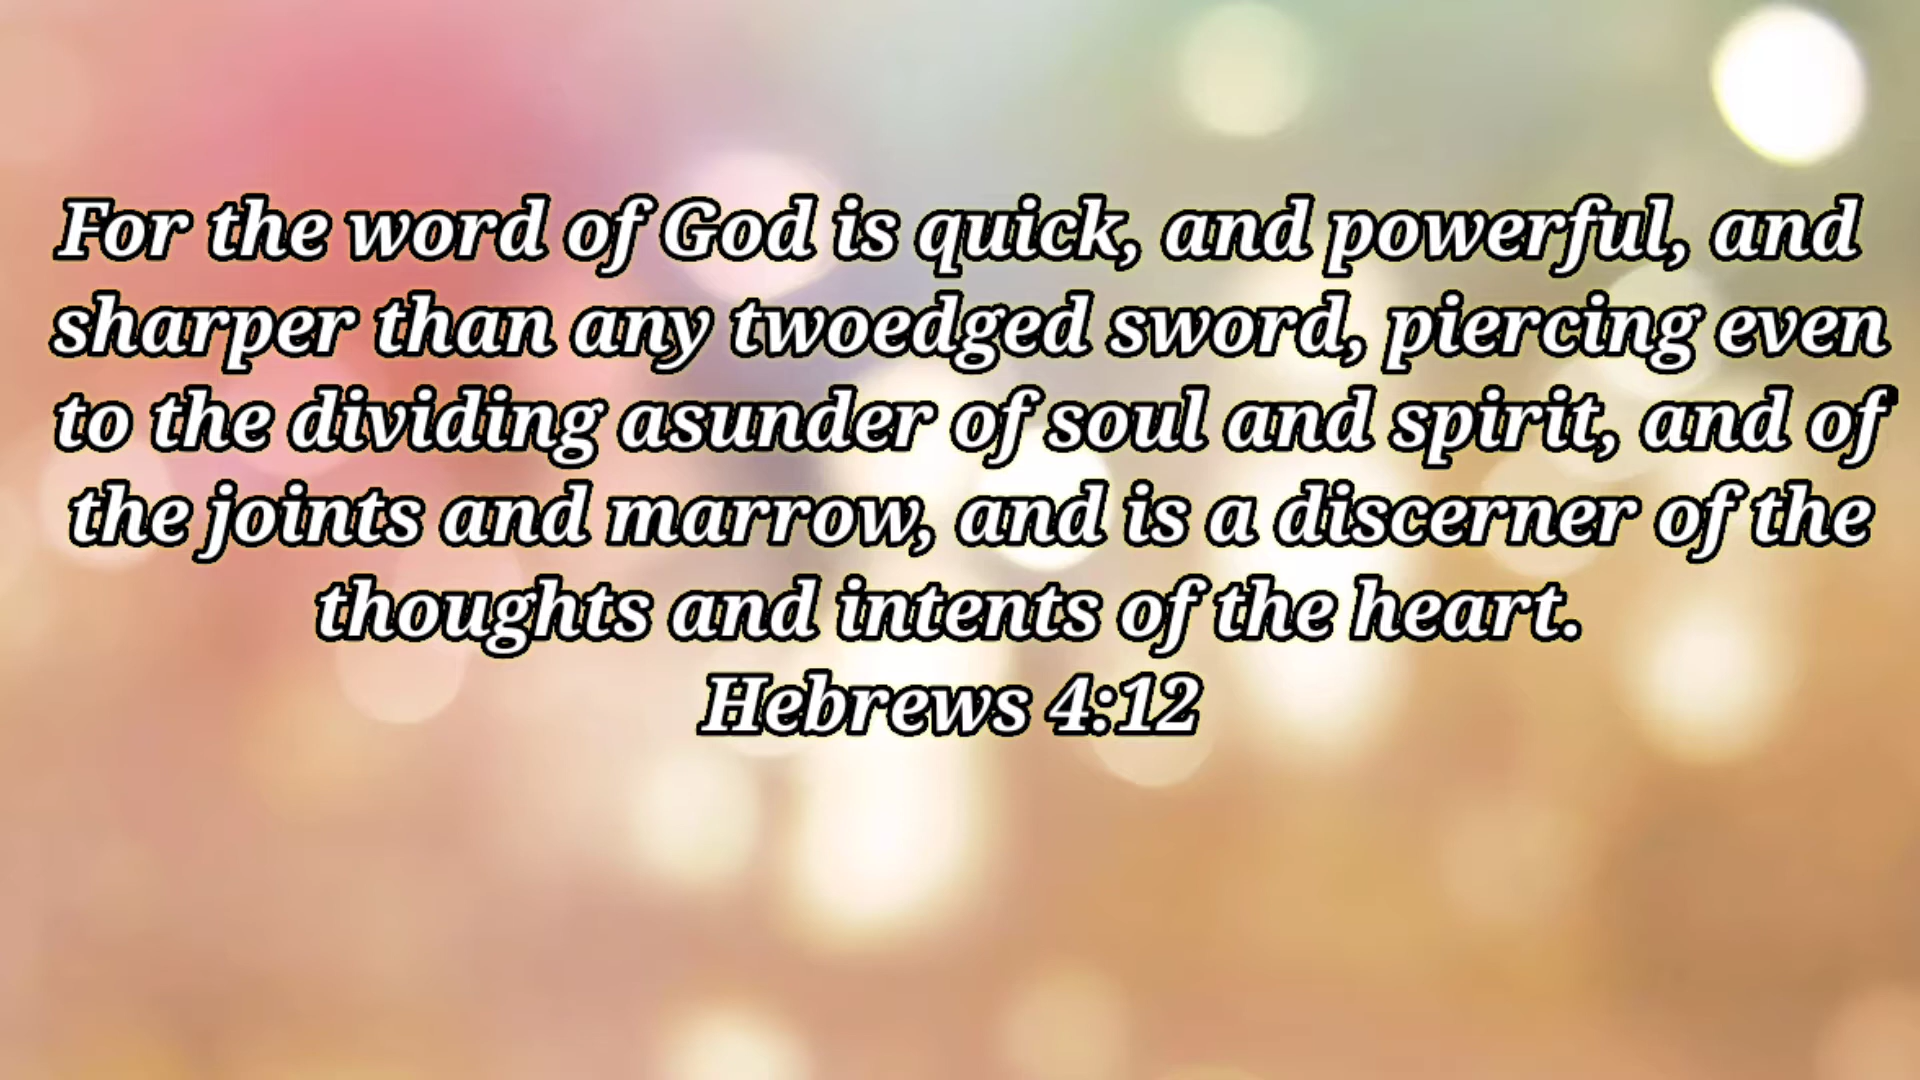 For the word of God is quick, and powerful, and
sharper than any twoedged sword, piercing even
to the dividing asunder of soul and spirit, and of
the joints and marrow, and is a discerner of the
thoughts and intents of the heart.
Hebrews 4:12